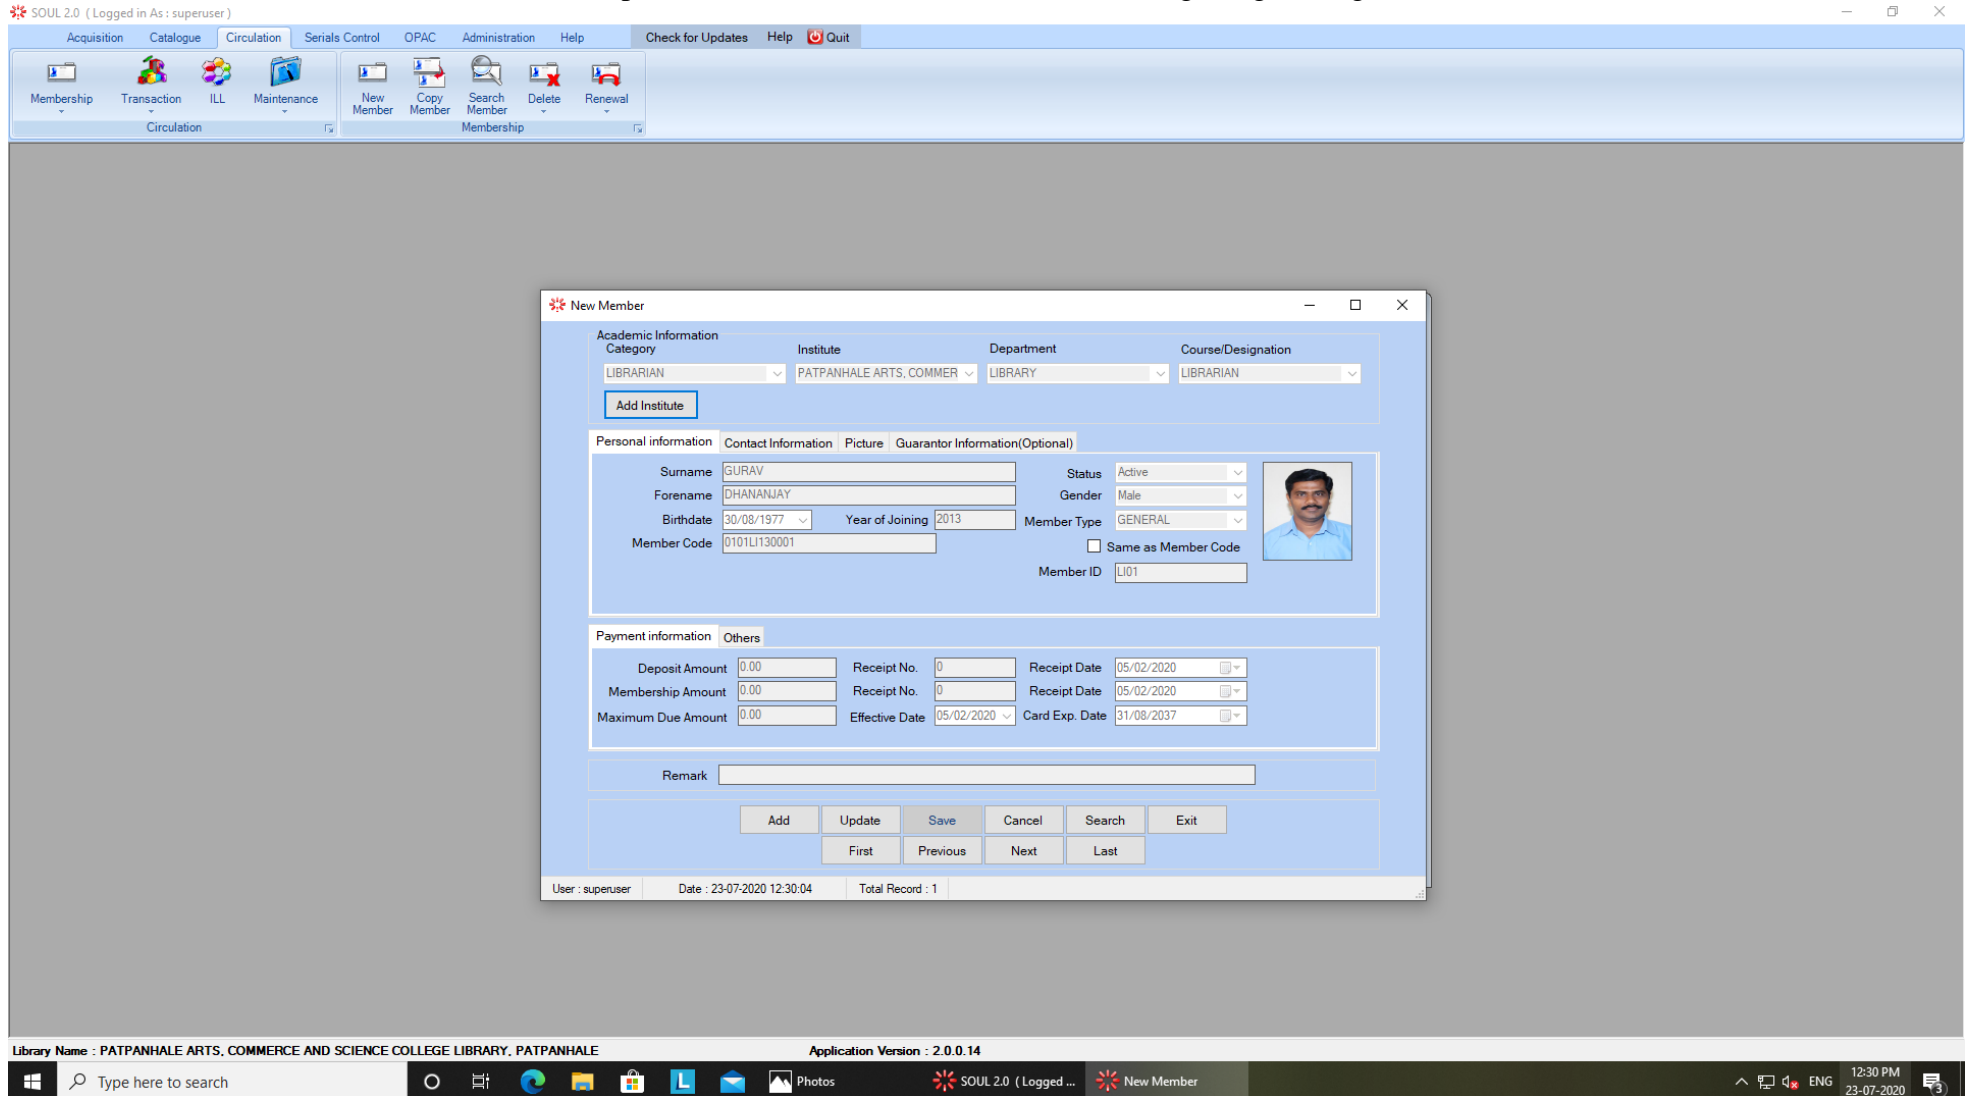 SOUL 2.0 ( Logged in As : superuser )
Acquisition Catalogue Circulation Serials Control OPAC Administration Help Check for Updates Help Quit
Membership Transaction ILL Maintenance New Member Copy Member Search Member Delete Renewal
Circulation Membership
New Member
Academic Information
Category Institute Department Course/Designation
LIBRARIAN PATPANHALE ARTS, COMMER LIBRARY LIBRARIAN
Add Institute
Personal information Contact Information Picture Guarantor Information(Optional)
Surname GURAV Status Active
Forename DHANANJAY Gender Male
Birthdate 30/08/1977 Year of Joining 2013 Member Type GENERAL
Member Code 0101LI130001 Same as Member Code
Member ID LI01
Payment information Others
Deposit Amount 0.00 Receipt No. 0 Receipt Date 05/02/2020
Membership Amount 0.00 Receipt No. 0 Receipt Date 05/02/2020
Maximum Due Amount 0.00 Effective Date 05/02/2020 Card Exp. Date 31/08/2037
Remark
Add Update Save Cancel Search Exit
First Previous Next Last
User : superuser Date : 23-07-2020 12:30:04 Total Record : 1
Library Name : PATPANHALE ARTS, COMMERCE AND SCIENCE COLLEGE LIBRARY, PATPANHALE Application Version : 2.0.0.14
Type here to search L Photos SOUL 2.0 ( Logged ... New Member ENG 12:30 PM
23-07-2020 3